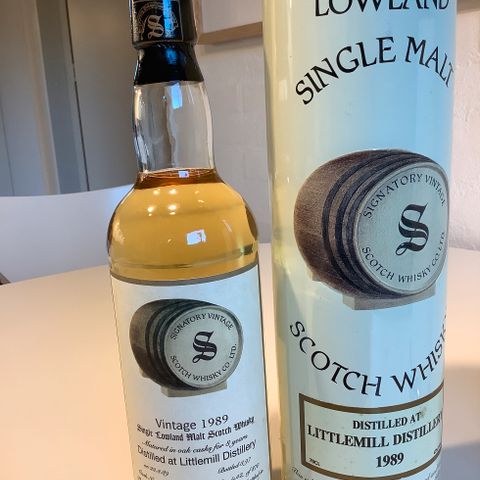 SIGNATORY VINTAGE
S
SCOTCH WHISKY CO. LTD.
Vintage 1989
Single Lowland Malt Scotch Whisky
Matured in oak casks for 8 years
Distilled at Littlemill Distillery
LOWLAND
SINGLE MALT
SIGNATORY VINTAGE
S
SCOTCH WHISKY CO. LTD.
SCOTCH WHISKY
DISTILLED AT
LITTLEMILL DISTILLERY
1989